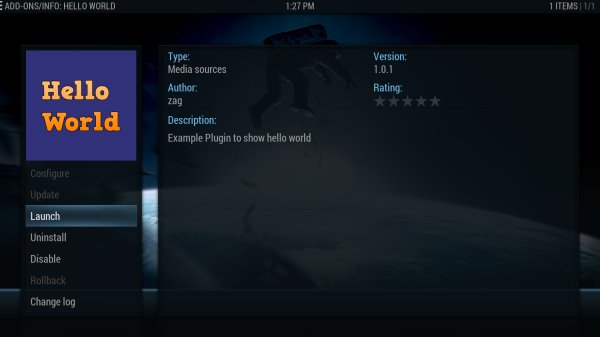 ADD-ONS/INFO: HELLO WORLD
1:27 PM
1 ITEMS | 1/1
Hello
World
Type:
Media sources
Version:
1.0.1
Author:
zag
Rating:
Description:
Example Plugin to show hello world
Configure
Update
Launch
Uninstall
Disable
Rollback
Change log